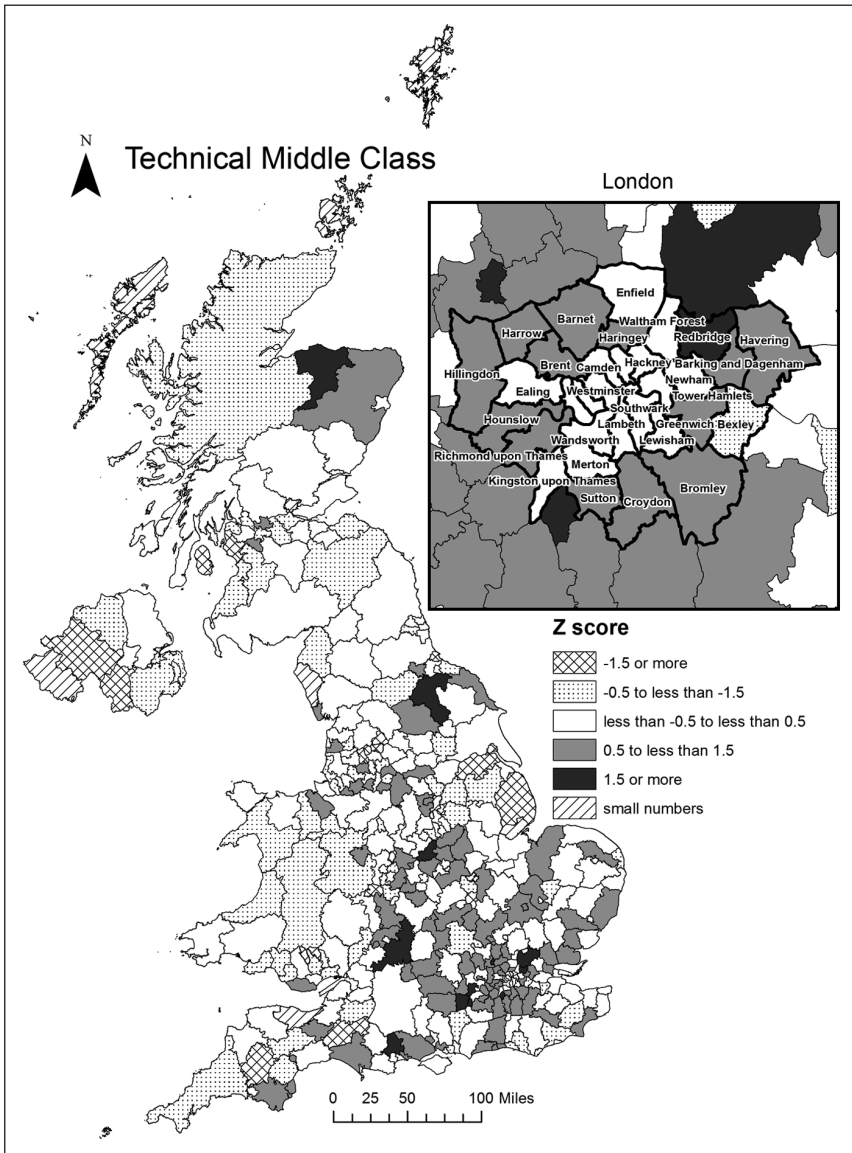 N
Technical Middle Class
London
Enfield
Barnet
Waltham Forest
Harrow
Haringey
Redbridge
Havering
Brent
Camden
Hackney
Barking and Dagenham
Hillingdon
Newham
Ealing
Westminster
Tower Hamlets
Southwark
Hounslow
Lambeth
Greenwich
Bexley
Wandsworth
Lewisham
Richmond upon Thames
Merton
Kingston upon Thames
Bromley
Sutton
Croydon
Z score
-1.5 or more
-0.5 to less than -1.5
less than -0.5 to less than 0.5
0.5 to less than 1.5
1.5 or more
small numbers
0 25 50 100 Miles